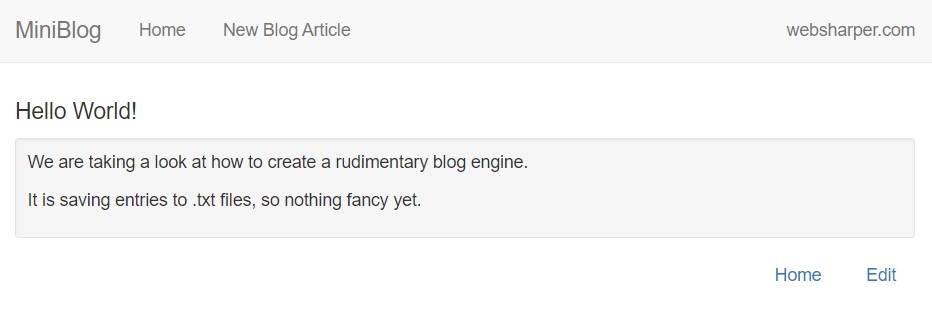 MiniBlog Home New Blog Article websharper.com
Hello World!
We are taking a look at how to create a rudimentary blog engine.
It is saving entries to .txt files, so nothing fancy yet.
Home Edit